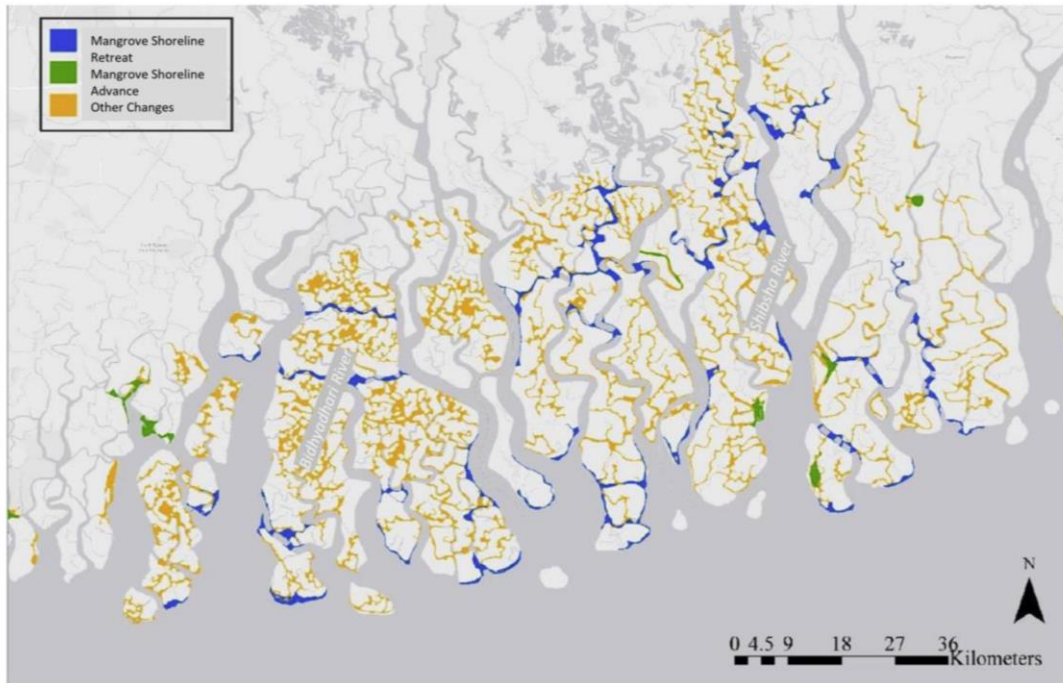 Mangrove Shoreline
Retreat
Mangrove Shoreline
Advance
Other Changes
Shibsha River
Bidhyadhari River
N
0 4.5 9 18 27 36
Kilometers